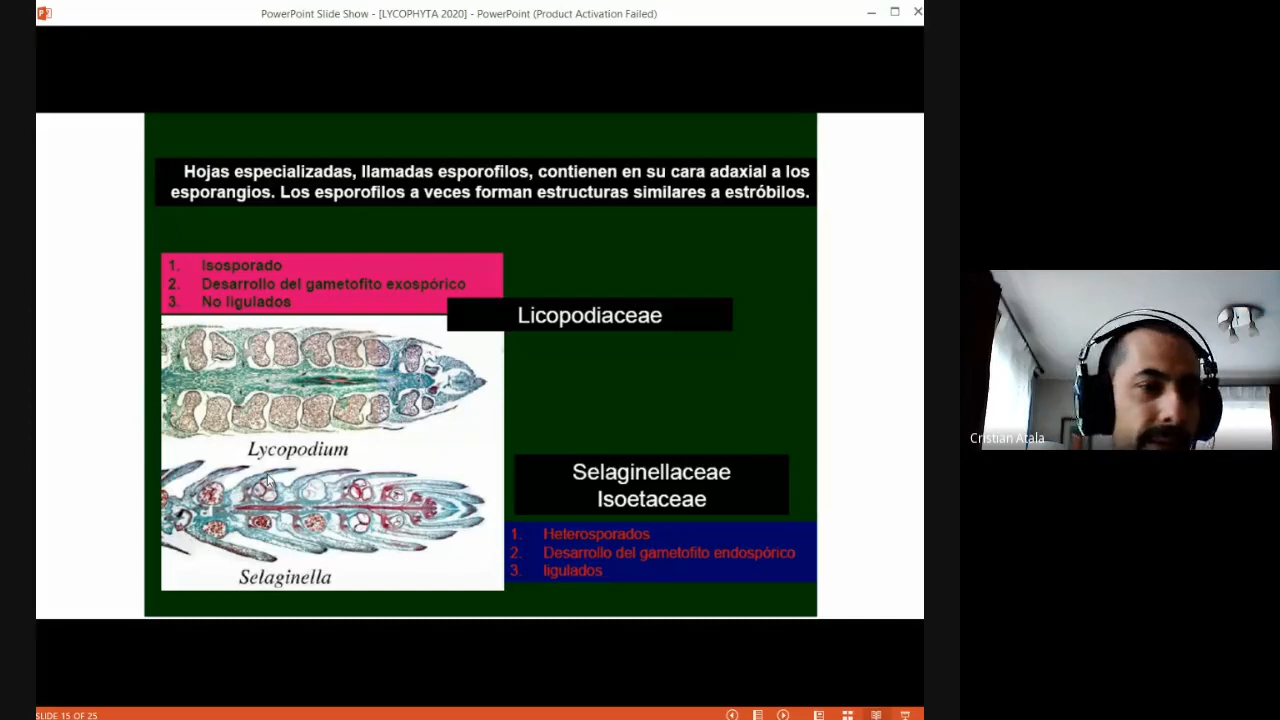 PowerPoint Slide Show - [LYCOPHYTA 2020] - PowerPoint (Product Activation Failed)
Hojas especializadas, llamadas esporofilos, contienen en su cara adaxial a los
esporangios. Los esporofilos a veces forman estructuras similares a estróbilos.
1. Isosporado
2. Desarrollo del gametofito exospórico
3. No ligulados
Licopodiaceae
Lycopodium
Selaginellaceae
Isoetaceae
1. Heterosporados
2. Desarrollo del gametofito endospórico
3. ligulados
Selaginella
Cristian Atala
SLIDE 15 OF 25